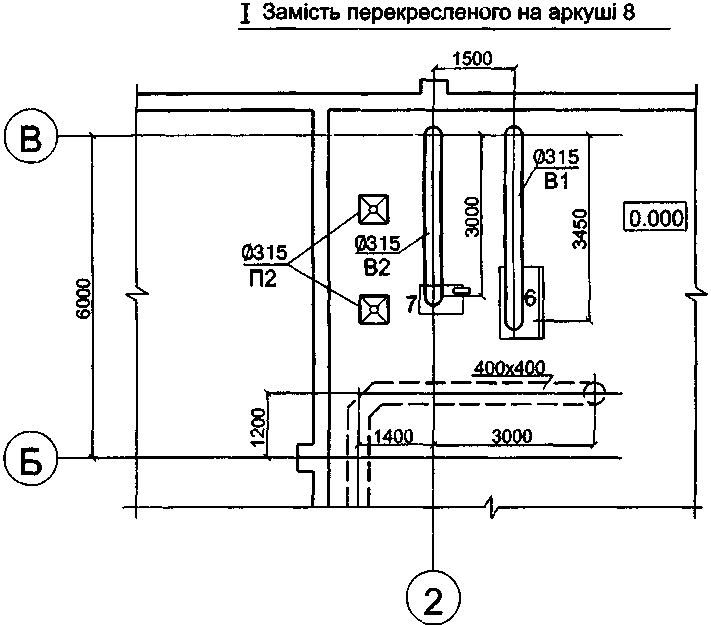 I Замість перекресленого на аркуші 8
1500
В
Ø315
В1
3000
3450
0.000
Ø315
П2
Ø315
В2
6000
7
6
400x400
1200
1400
3000
Б
2